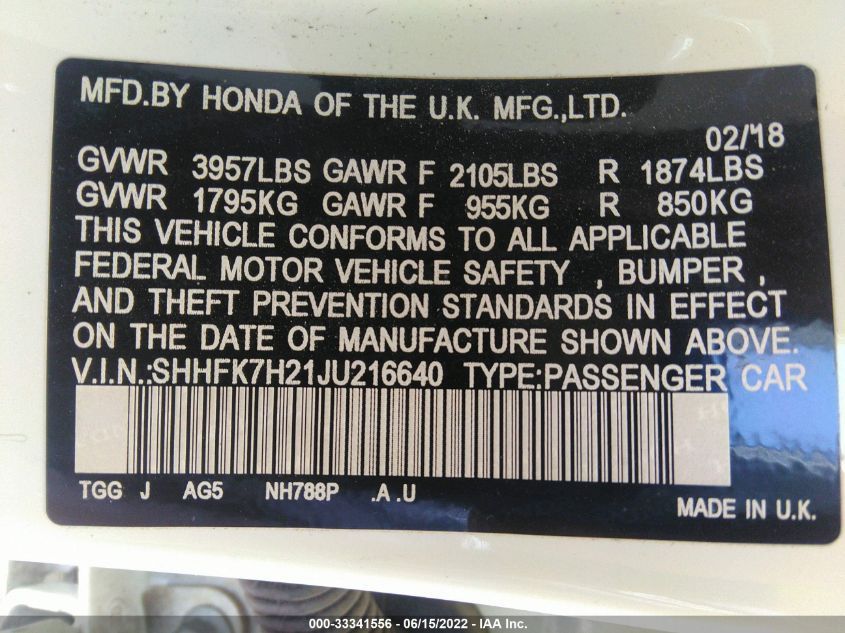 MFD.BY HONDA OF THE U.K. MFG.,LTD.
02/'18
GVWR 3957LBS GAWR F 2105LBS R 1874LBS
GVWR 1795KG GAWR F 955KG R 850KG
THIS VEHICLE CONFORMS TO ALL APPLICABLE
FEDERAL MOTOR VEHICLE SAFETY , BUMPER ,
AND THEFT PREVENTION STANDARDS IN EFFECT
ON THE DATE OF MANUFACTURE SHOWN ABOVE.
V.I.N.:SHHFK7H21JU216640 TYPE:PASSENGER CAR
TGG J AG5 NH788P .A .U
MADE IN U.K.
000-33341556 - 06/15/2022 - IAA Inc.